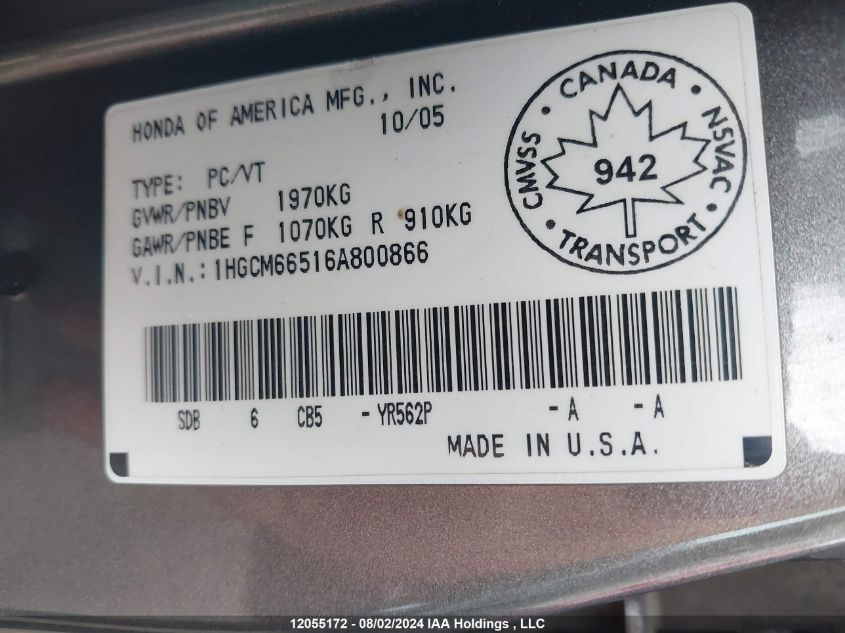 HONDA OF AMERICA MFG., INC.
10/05
TYPE: PC/VT
GVWR/PNBV 1970KG
GAWR/PNBE F 1070KG R 910KG
V.I.N.: 1HGCM66516A800866
CANADA
CMVSS • NSVAC
942
TRANSPORT
SDB 6 CB5 - YR562P - A - A
MADE IN U.S.A.
12055172 - 08/02/2024 IAA Holdings , LLC